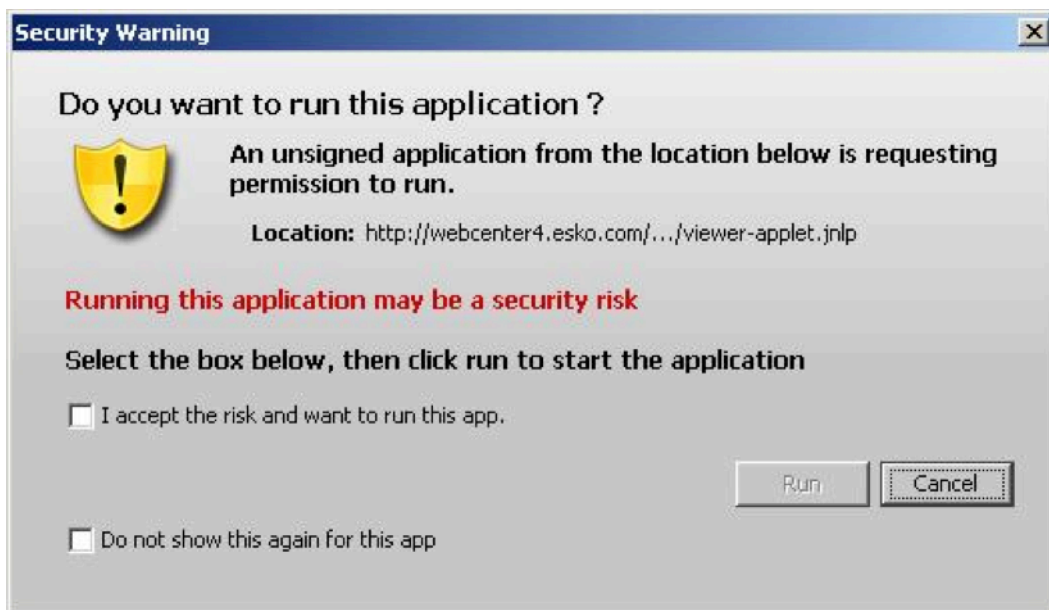 Security Warning
Do you want to run this application ?
An unsigned application from the location below is requesting
permission to run.
Location: http://webcenter4.esko.com/.../viewer-applet.jnlp
Running this application may be a security risk
Select the box below, then click run to start the application
I accept the risk and want to run this app.
Run Cancel
Do not show this again for this app